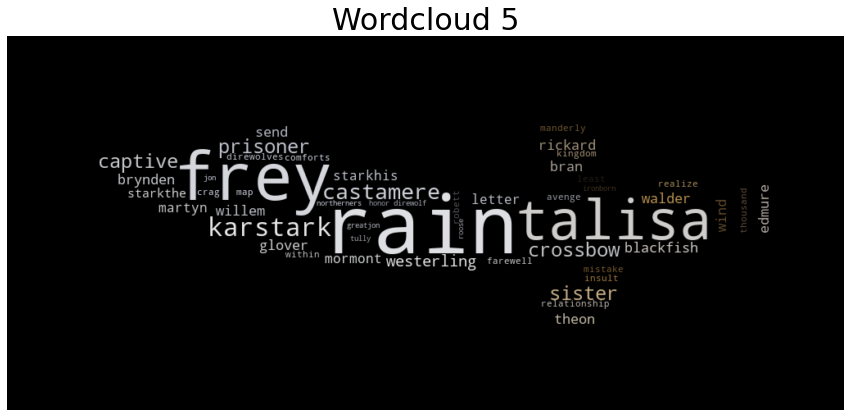 Wordcloud 5
manderly
send
prisoner
rickard
kingdom
captive
frey
direwolves
comforts
bran
brynden
jon
starkhis
least
realize
starkthe
crag
map
castamere
tromborn
thousand
edmure
martyn
willem
northerners
honor
direwolf
robett
letter
avenge
walder
wind
karstark
greatjon
rain
roose
talisa
tully
glover
within
mormont
westerling
farewell
crossbow
blackfish
mistake
insult
sister
relationship
theon